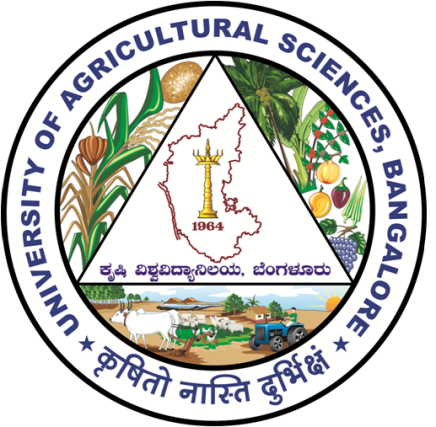 UNIVERSITY OF AGRICULTURAL SCIENCES, BANGALORE
1964
ಕೃಷಿ ವಿಶ್ವವಿದ್ಯಾನಿಲಯ, ಬೆಂಗಳೂರು
कृषितो नास्ति दुर्भिक्षं